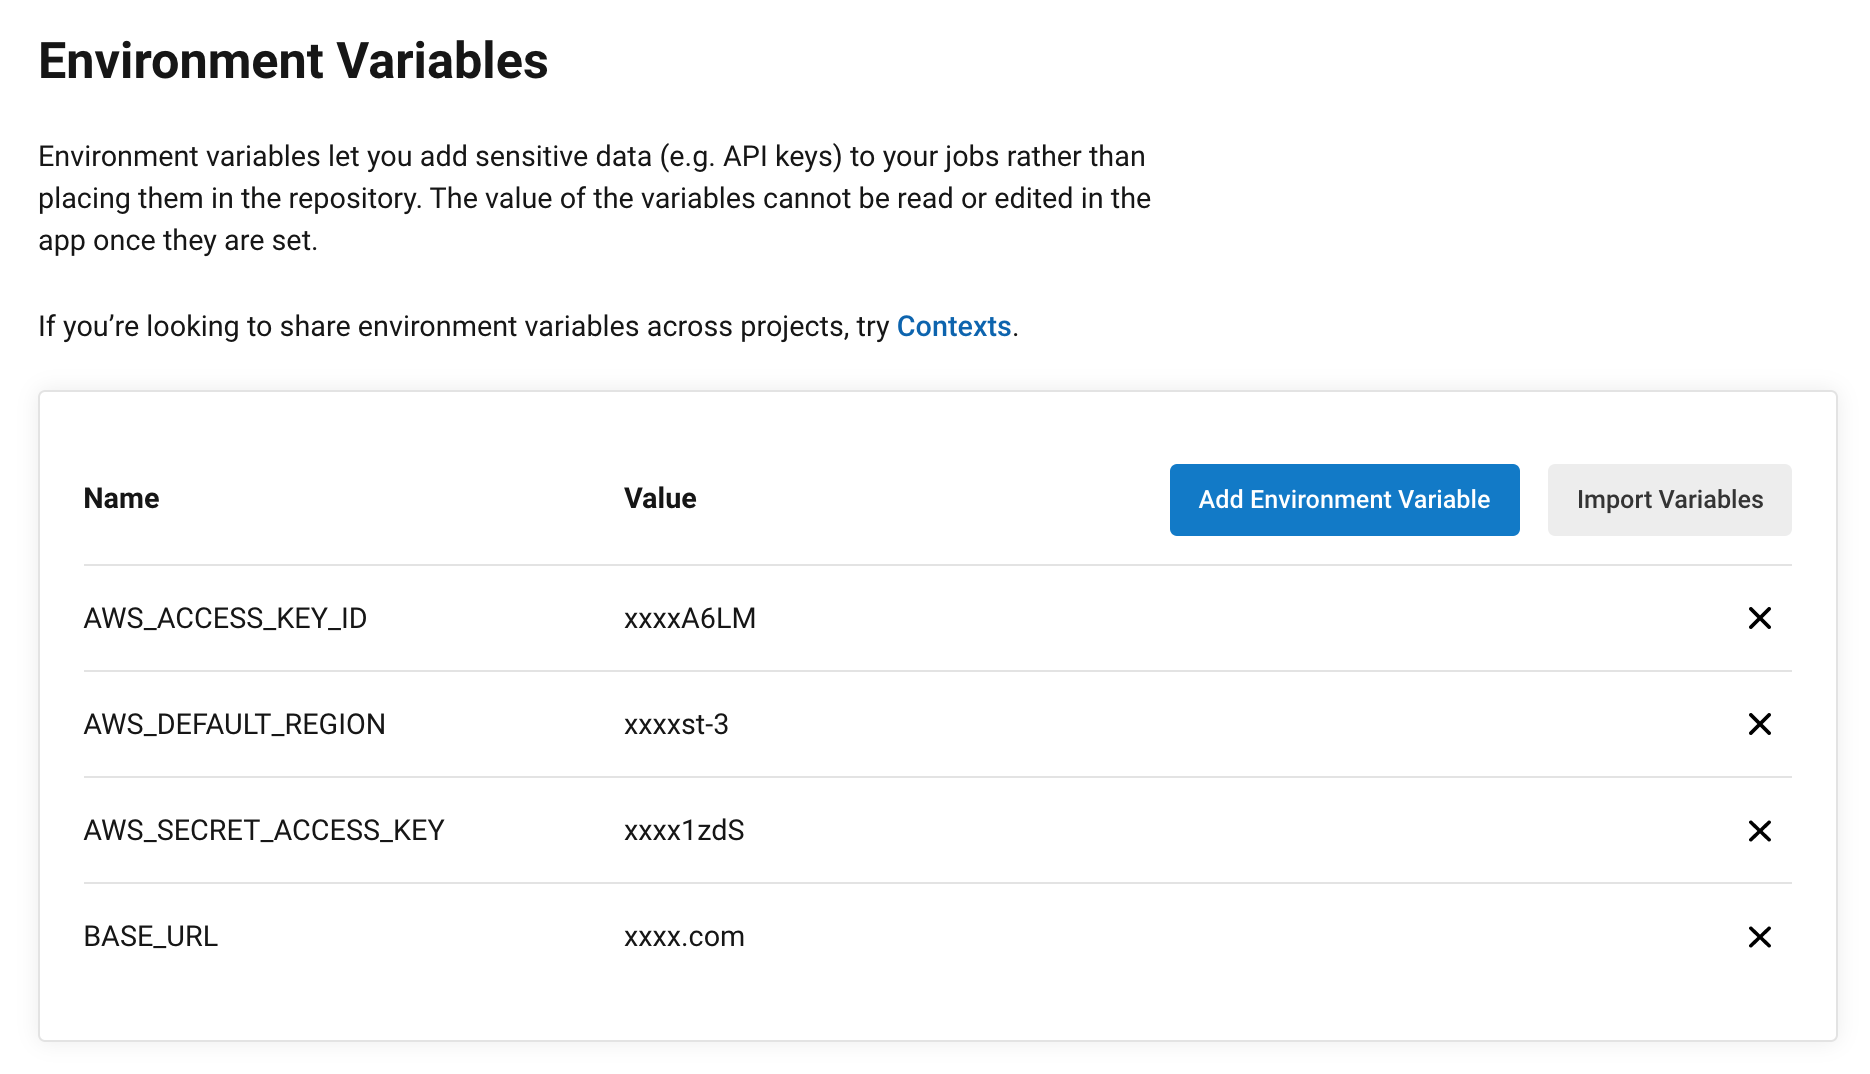 Environment Variables
Environment variables let you add sensitive data (e.g. API keys) to your jobs rather than
placing them in the repository. The value of the variables cannot be read or edited in the
app once they are set.
If you’re looking to share environment variables across projects, try Contexts.
Name Value Add Environment Variable Import Variables
AWS_ACCESS_KEY_ID xxxxA6LM
AWS_DEFAULT_REGION xxxxst-3
AWS_SECRET_ACCESS_KEY xxxx1zdS
BASE_URL xxxx.com